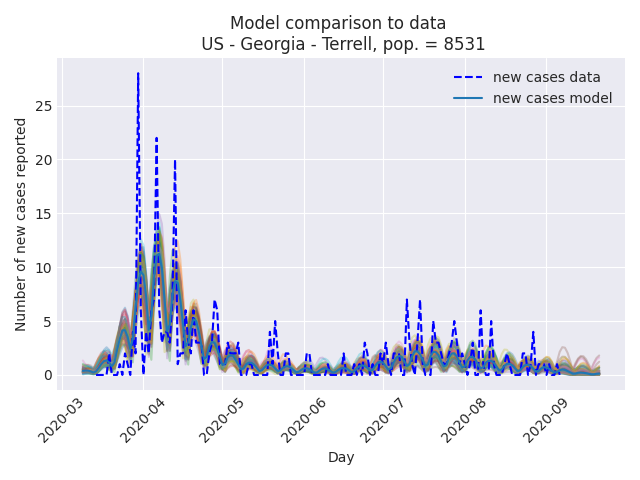 Model comparison to data
US - Georgia - Terrell, pop. = 8531
new cases data
new cases model
Number of new cases reported
25
20
15
10
5
0
2020-03
2020-04
2020-05
2020-06
2020-07
2020-08
2020-09
Day